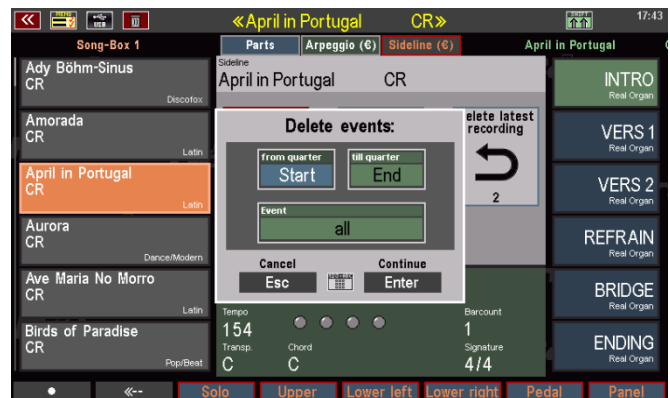 «April in Portugal CR»
17:43
Song-Box 1
Parts
Arpeggio (€)
Sideline (€)
April in Portugal
Ady Böhm-Sinus
CR
Discofox
Amorada
CR
Latin
April in Portugal
CR
Latin
Aurora
CR
Dance/Modern
Ave Maria No Morro
CR
Latin
Birds of Paradise
CR
Pop/Beat
Sideline
April in Portugal CR
elete latest
recording
2
Delete events:
from quarter
Start
till quarter
End
Event
all
Cancel
Esc
Continue
Enter
Tempo
154
Barcount
1
Transp.
C
Chord
C
Signature
4/4
INTRO
Real Organ
VERS 1
Real Organ
VERS 2
Real Organ
REFRAIN
Real Organ
BRIDGE
Real Organ
ENDING
Real Organ
«--
Solo
Upper
Lower left
Lower right
Pedal
Panel